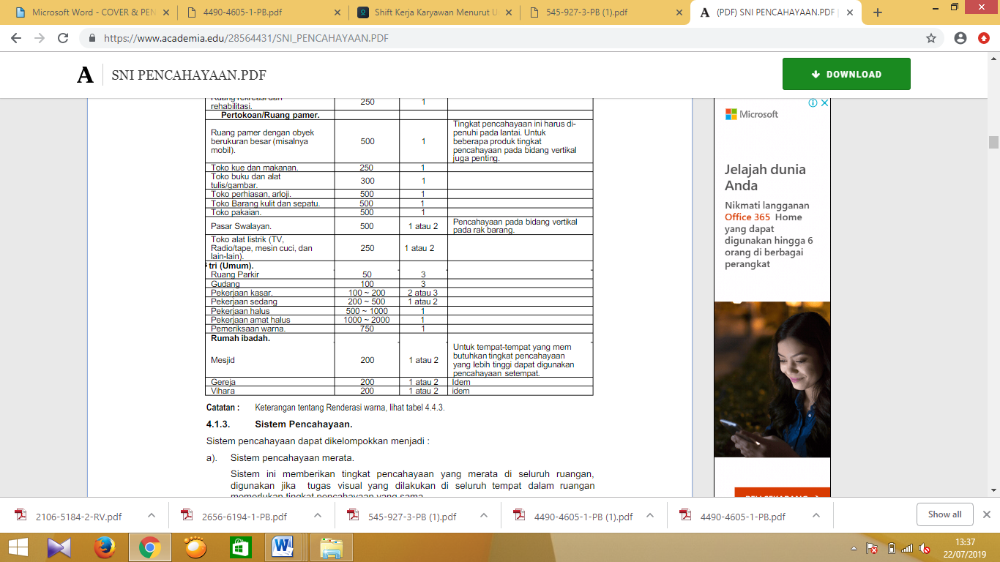 Microsoft Word - COVER & PEN
4490-4605-1-PB.pdf
Shift Kerja Karyawan Menurut U
545-927-3-PB (1).pdf
(PDF) SNI PENCAHAYAAN.PDF
https://www.academia.edu/28564431/SNI_PENCAHAYAAN.PDF
A SNI PENCAHAYAAN.PDF
DOWNLOAD
Ruang rekreasi dan
rehabilitasi. 250 1
Pertokoan/Ruang pamer.
Ruang pamer dengan obyek
berukuran besar (misalnya
mobil).
500 1
Tingkat pencahayaan ini harus di-
penuhi pada lantai. Untuk
beberapa produk tingkat
pencahayaan pada bidang vertikal
juga penting.
Toko kue dan makanan. 250 1
Toko buku dan alat
tulis/gambar.
300 1
Toko perhiasan, arloji. 500 1
Toko Barang kulit dan sepatu. 500 1
Toko pakaian. 500 1
Pasar Swalayan. 500 1 atau 2
Pencahayaan pada bidang vertikal
pada rak barang.
Toko alat listrik (TV,
Radio/tape, mesin cuci, dan
lain-lain).
250 1 atau 2
tri (Umum).
Ruang Parkir 50 3
Gudang 100 3
Pekerjaan kasar. 100 ~ 200 2 atau 3
Pekerjaan sedang 200 ~ 500 1 atau 2
Pekerjaan halus 500 ~ 1000 1
Pekerjaan amat halus 1000 ~ 2000 1
Pemeriksaan warna. 750 1
Rumah ibadah.
Mesjid 200 1 atau 2
Untuk tempat-tempat yang mem
butuhkan tingkat pencahayaan
yang lebih tinggi dapat digunakan
pencahayaan setempat.
Gereja 200 1 atau 2 Idem
Vihara 200 1 atau 2 idem
Catatan : Keterangan tentang Renderasi warna, lihat tabel 4.4.3.
4.1.3. Sistem Pencahayaan.
Sistem pencahayaan dapat dikelompokkan menjadi :
a). Sistem pencahayaan merata.
Sistem ini memberikan tingkat pencahayaan yang merata di seluruh ruangan,
digunakan jika tugas visual yang dilakukan di seluruh tempat dalam ruangan
memerlukan tingkat pencahayaan yang sama.
Microsoft
Jelajah dunia
Anda
Nikmati langganan
Office 365 Home
yang dapat
digunakan hingga 6
orang di berbagai
perangkat
2106-5184-2-RV.pdf
2656-6194-1-PB.pdf
545-927-3-PB (1).pdf
4490-4605-1-PB (1).pdf
4490-4605-1-PB.pdf
Show all
13:37
22/07/2019